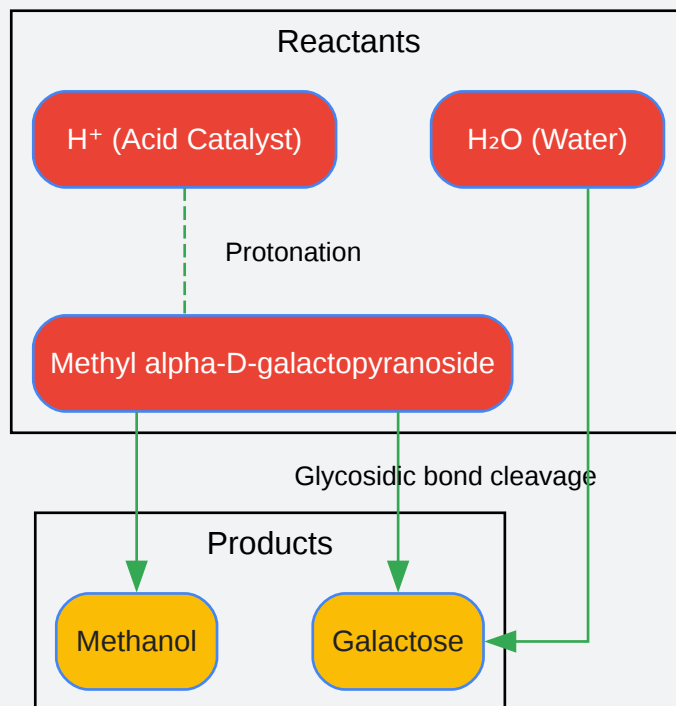 Reactants
H⁺ (Acid Catalyst)
H₂O (Water)
Protonation
Methyl alpha-D-galactopyranoside
Glycosidic bond cleavage
Products
Methanol
Galactose